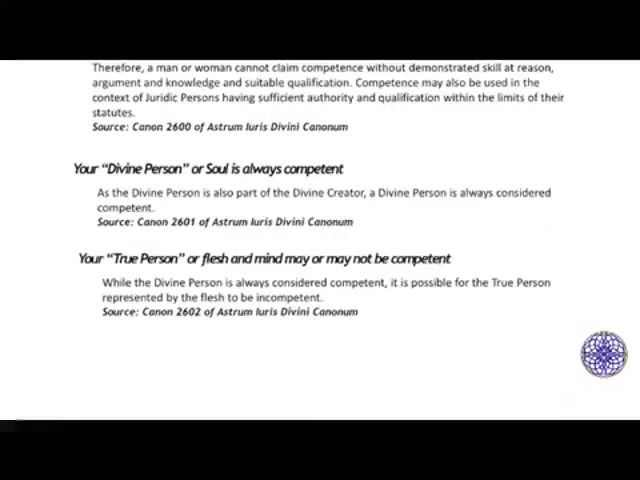 Therefore, a man or woman cannot claim competence without demonstrated skill at reason,
argument and knowledge and suitable qualification. Competence may also be used in the
context of Juridic Persons having sufficient authority and qualification within the limits of their
statutes.
Source: Canon 2600 of Astrum Iuris Divini Canonum
Your “Divine Person” or Soul is always competent
As the Divine Person is also part of the Divine Creator, a Divine Person is always considered
competent.
Source: Canon 2601 of Astrum Iuris Divini Canonum
Your “True Person” or flesh and mind may or may not be competent
While the Divine Person is always considered competent, it is possible for the True Person
represented by the flesh to be incompetent.
Source: Canon 2602 of Astrum Iuris Divini Canonum